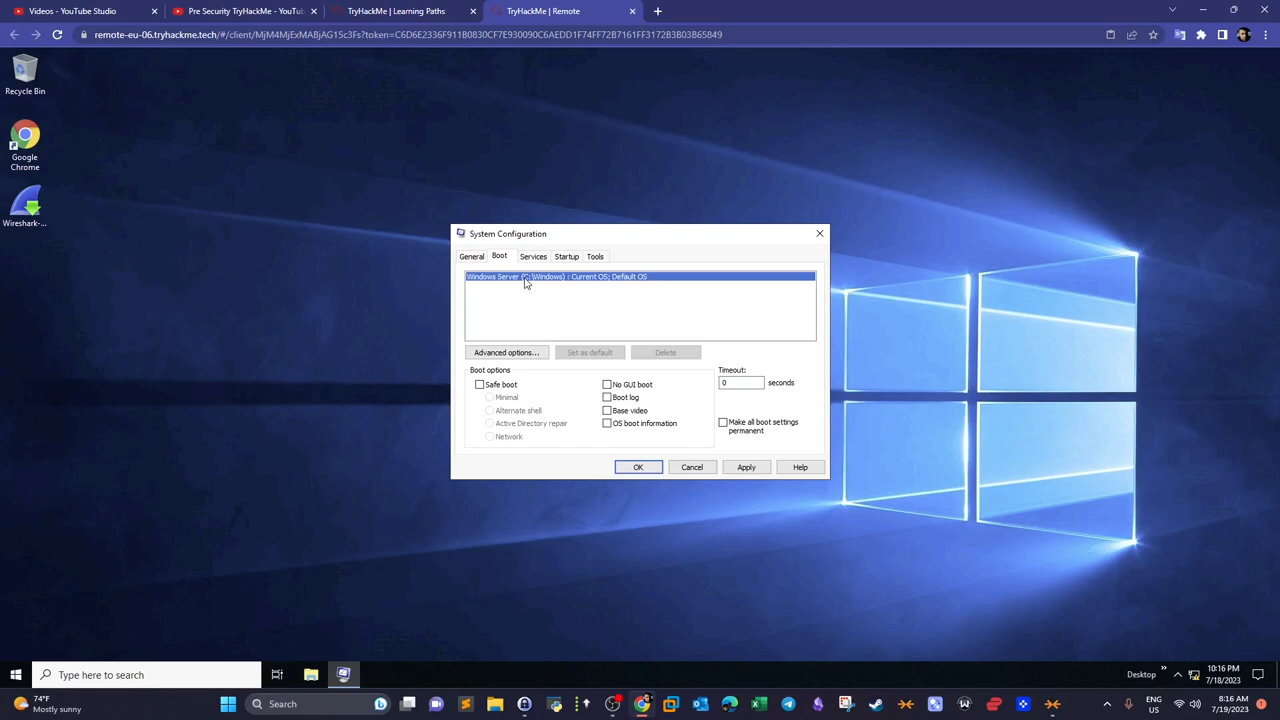 Videos - YouTube Studio
Pre Security TryHackMe - YouTu
TryHackMe | Learning Paths
TryHackMe | Remote
remote-eu-06.tryhackme.tech/#/client/MjM4MjExMABjAG15c3Fs?token=C6D6E2336F911B0830CF7E930090C6AEDD1F74FF72B7161FF3172B3B03B65849
Recycle Bin
Google
Chrome
Wireshark-...
System Configuration
General
Boot
Services
Startup
Tools
Windows Server (C:\Windows) : Current OS; Default OS
Advanced options...
Set as default
Delete
Boot options
Timeout:
Safe boot
No GUI boot
0
seconds
Minimal
Boot log
Alternate shell
Base video
Active Directory repair
OS boot information
Make all boot settings
permanent
Network
OK
Cancel
Apply
Help
Type here to search
Desktop
10:16 PM
7/18/2023
74°F
Mostly sunny
Search
ENG
US
8:16 AM
7/19/2023